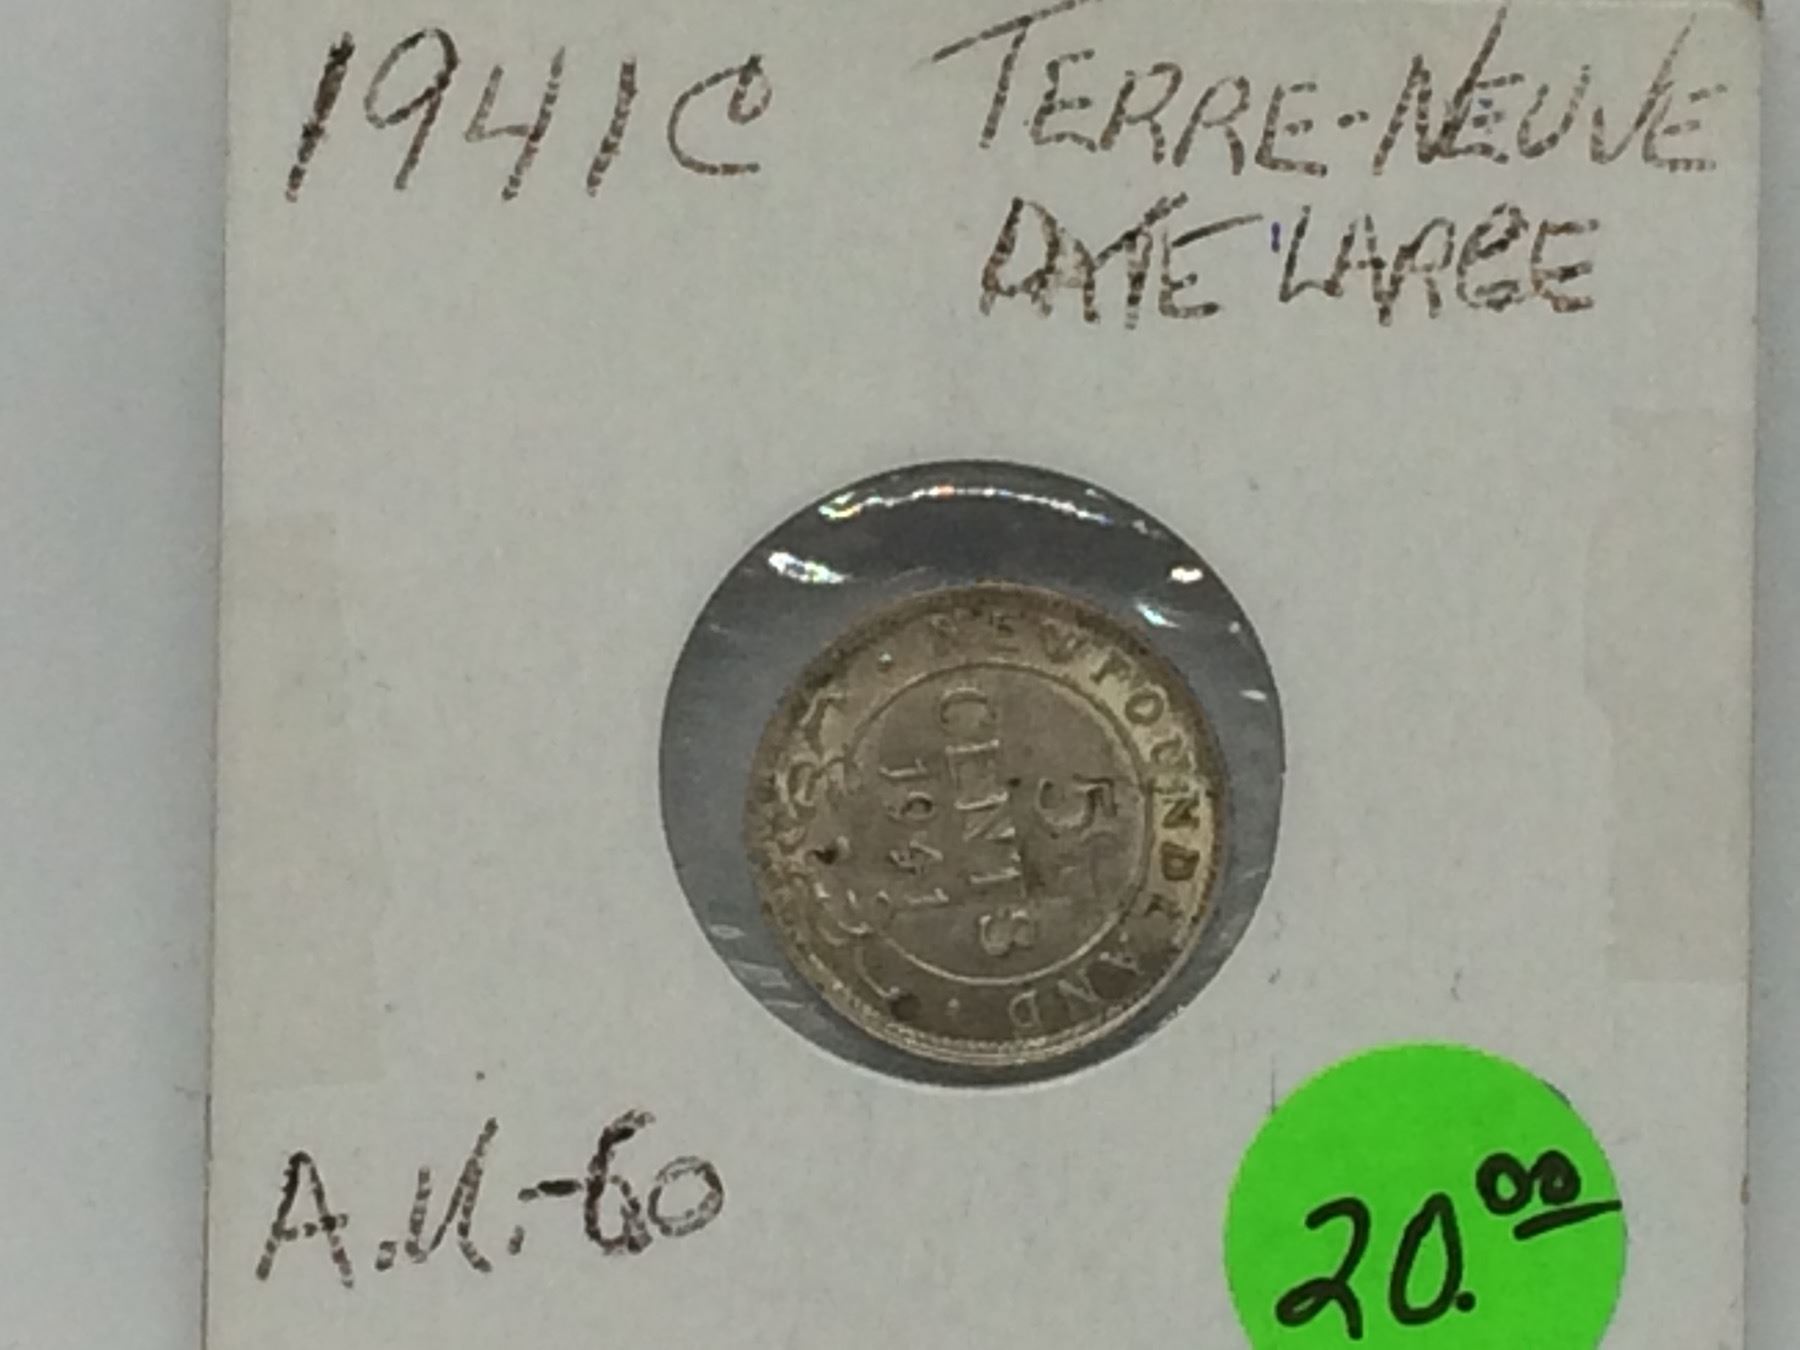 1941C
TERRE-NEUVE
DATE LARGE
NEWFOUNDLAND
5
CENTS
1941
A.U.-60
20.00